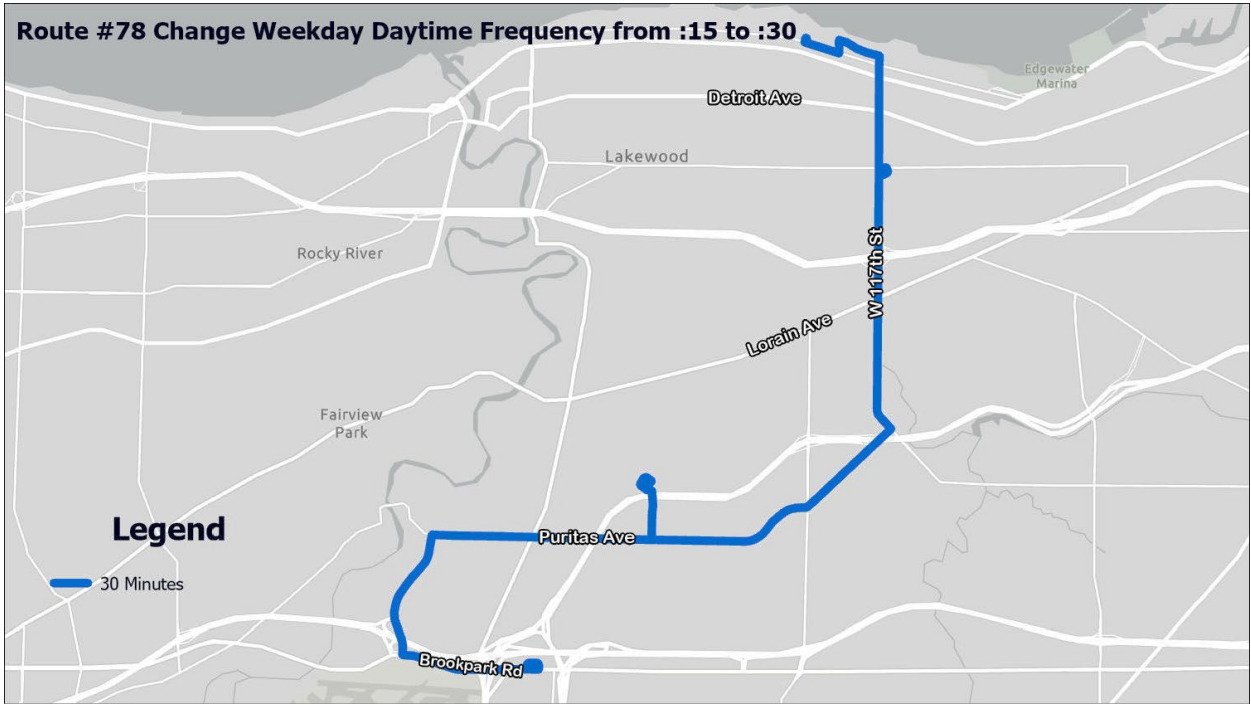 Route #78 Change Weekday Daytime Frequency from :15 to :30
Edgewater
Marina
Detroit Ave
Lakewood
W 117th St
Rocky River
Lorain Ave
Fairview
Park
Legend
Puritas Ave
30 Minutes
Brookpark Rd